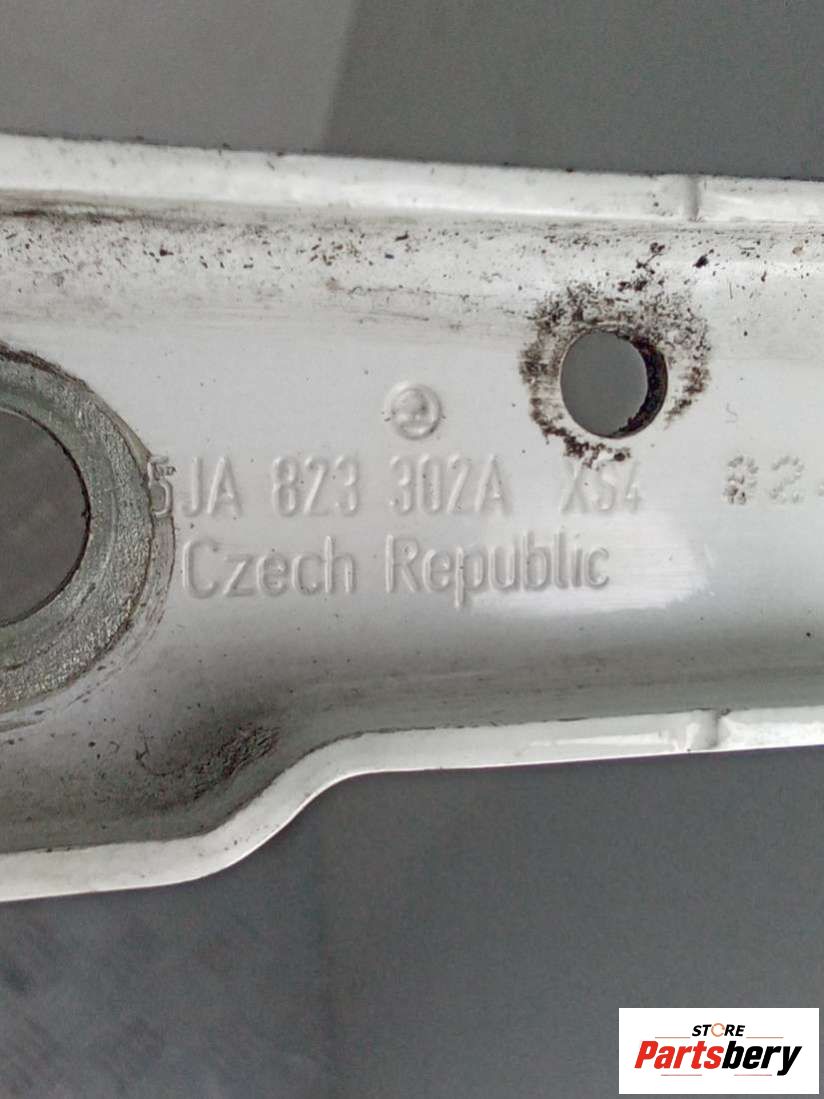 5JA 823 302A XS4
Czech Republic
STORE
Partsbery